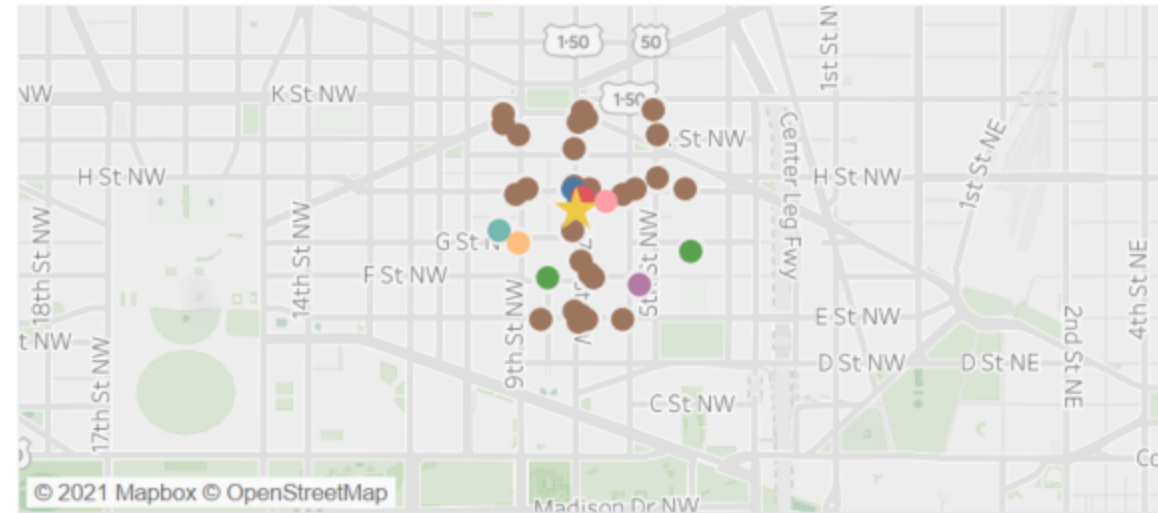 1-50
50
1st St N
NW
K St NW
1-50
St NW
Center Leg Fwy
1st St NE
H St NW
H St NW
18th St NW
14th St NW
G St N
5th St NW
4th St NE
F St NW
9th St NW
E St NW
2nd St NE
t NW
17th St NW
D St NW
D St NE
C St NW
Co
© 2021 Mapbox © OpenStreetMap
Madison Dr NW